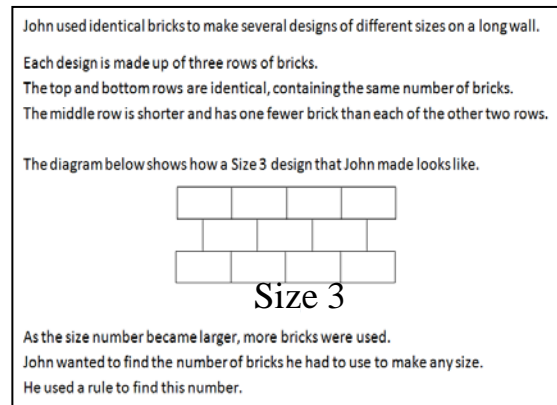 John used identical bricks to make several designs of different sizes on a long wall.
Each design is made up of three rows of bricks.
The top and bottom rows are identical, containing the same number of bricks.
The middle row is shorter and has one fewer brick than each of the other two rows.
The diagram below shows how a Size 3 design that John made looks like.
Size 3
As the size number became larger, more bricks were used.
John wanted to find the number of bricks he had to use to make any size.
He used a rule to find this number.